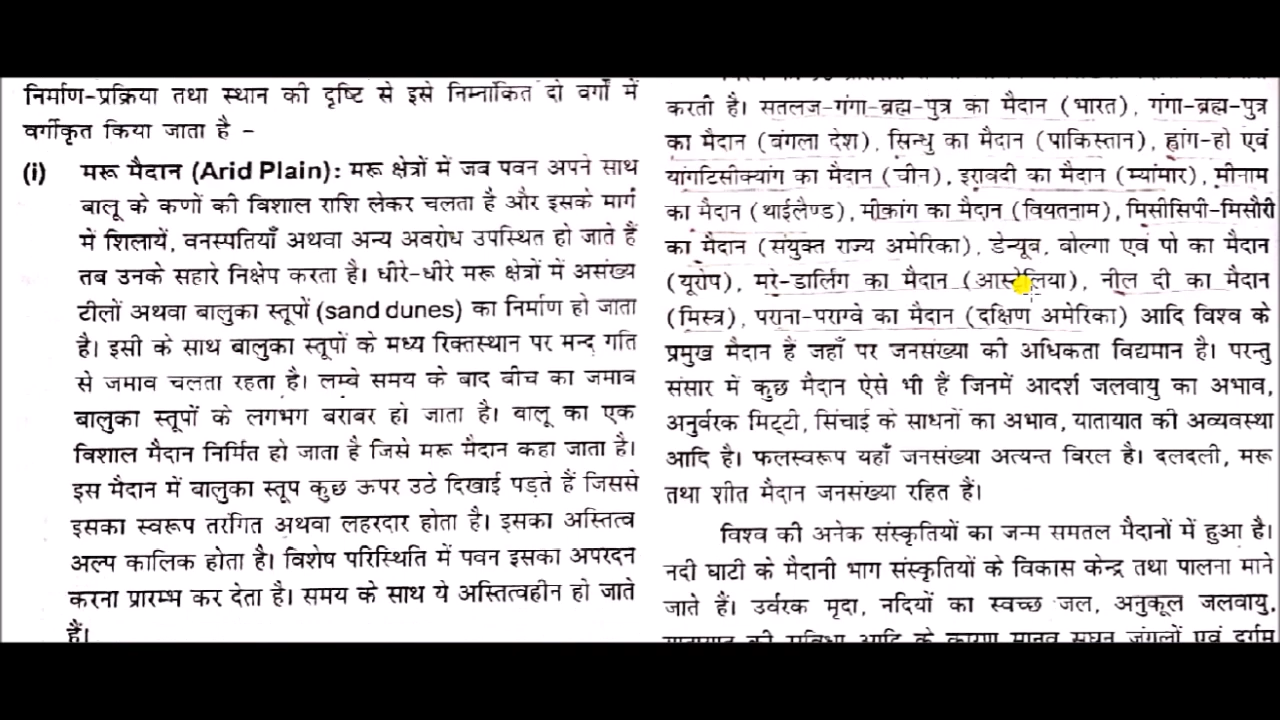 निर्माण-प्रक्रिया तथा स्थान की दृष्टि से इसे निम्नांकित दो वर्गों में
वर्गीकृत किया जाता है –
(i) मरू मैदान (Arid Plain): मरू क्षेत्रों में जब पवन अपने साथ
बालू के कणों की विशाल राशि लेकर चलता है और इसके मार्ग
में शिलायें, वनस्पतियाँ अथवा अन्य अवरोध उपस्थित हो जाते हैं
तब उनके सहारे निक्षेप करता है। धीरे-धीरे मरू क्षेत्रों में असंख्य
टीलों अथवा बालुका स्तूपों (sand dunes) का निर्माण हो जाता
है। इसी के साथ बालुका स्तूपों के मध्य रिक्तस्थान पर मन्द गति
से जमाव चलता रहता है। लम्बे समय के बाद बीच का जमाव
बालुका स्तूपों के लगभग बराबर हो जाता है। बालू का एक
विशाल मैदान निर्मित हो जाता है जिसे मरू मैदान कहा जाता है।
इस मैदान में बालुका स्तूप कुछ ऊपर उठे दिखाई पड़ते हैं जिससे
इसका स्वरूप तरंगित अथवा लहरदार होता है। इसका अस्तित्व
अल्प कालिक होता है। विशेष परिस्थिति में पवन इसका अपरदन
करना प्रारम्भ कर देता है। समय के साथ ये अस्तित्वहीन हो जाते
हैं।
करती है। सतलज-गंगा-ब्रह्म-पुत्र का मैदान (भारत), गंगा-ब्रह्म-पुत्र
का मैदान (बंगला देश), सिन्धु का मैदान (पाकिस्तान), ह्वांग-हो एवं
यांगटिसीक्यांग का मैदान (चीन), इरावदी का मैदान (म्यांमार), मीनाम
का मैदान (थाईलैण्ड), मीकांग का मैदान (वियतनाम), मिसीसिपी-मिसौरी
का मैदान (संयुक्त राज्य अमेरिका), डेन्यूब, वोल्गा एवं पो का मैदान
(यूरोप), मरे-डार्लिंग का मैदान (आस्ट्रेलिया), नील दी का मैदान
(मिस्त्र), पराना-पराग्वे का मैदान (दक्षिण अमेरिका) आदि विश्व के
प्रमुख मैदान हैं जहाँ पर जनसंख्या की अधिकता विद्यमान है। परन्तु
संसार में कुछ मैदान ऐसे भी हैं जिनमें आदर्श जलवायु का अभाव,
अनुर्वरक मिट्टी, सिंचाई के साधनों का अभाव, यातायात की अव्यवस्था
आदि है। फलस्वरूप यहाँ जनसंख्या अत्यन्त विरल है। दलदली, मरू
तथा शीत मैदान जनसंख्या रहित हैं।
विश्व की अनेक संस्कृतियों का जन्म समतल मैदानों में हुआ है।
नदी घाटी के मैदानी भाग संस्कृतियों के विकास केन्द्र तथा पालना माने
जाते हैं। उर्वरक मृदा, नदियों का स्वच्छ जल, अनुकूल जलवायु,
यातायात की सुविधा आदि के कारण मानव सघन जंगलों एवं दुर्गम